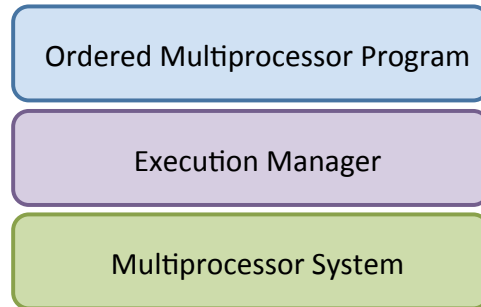 Ordered Multiprocessor Program
Execution Manager
Multiprocessor System